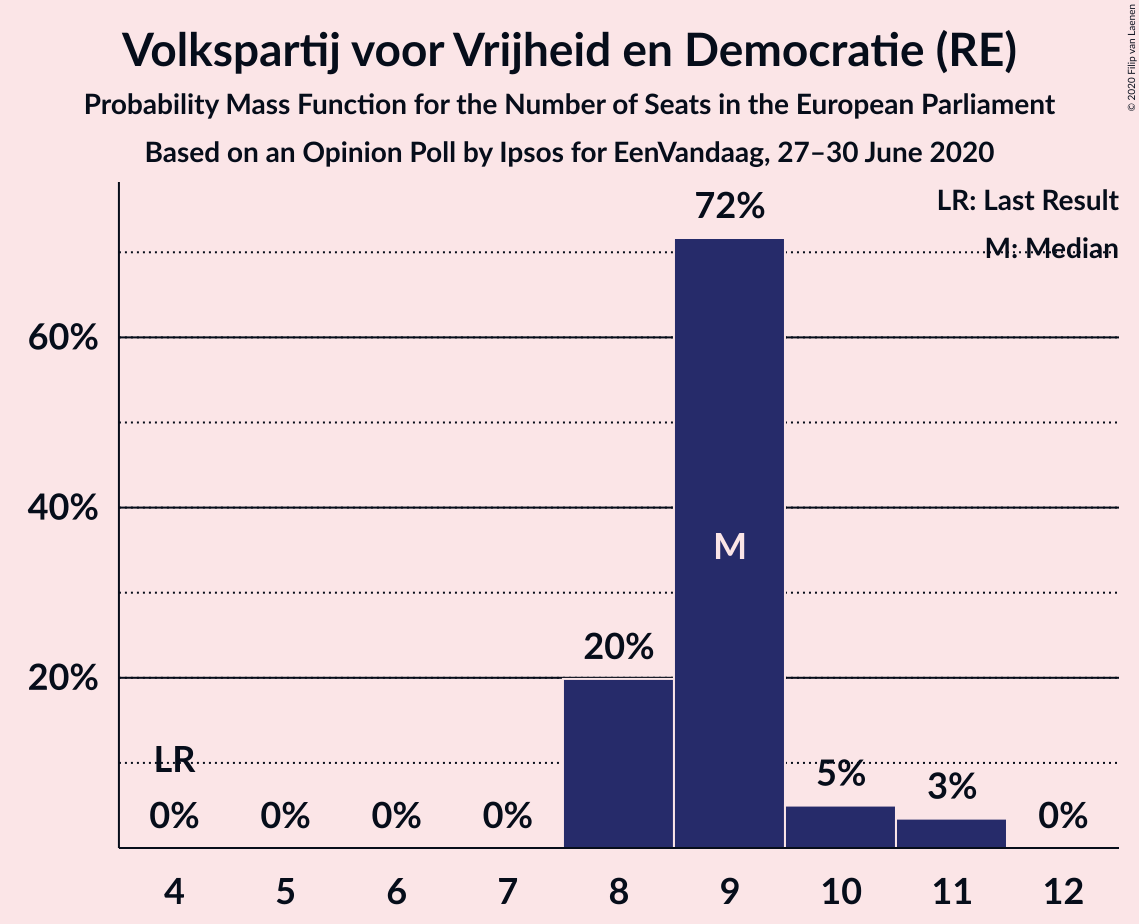 Volkspartij voor Vrijheid en Democratie (RE)
Probability Mass Function for the Number of Seats in the European Parliament
Based on an Opinion Poll by Ipsos for EenVandaag, 27–30 June 2020
© 2020 Filip van Laenen
LR: Last Result
M: Median
72%
60%
40%
M
20%
20%
LR
0%
0%
0%
0%
5%
3%
0%
4
5
6
7
8
9
10
11
12